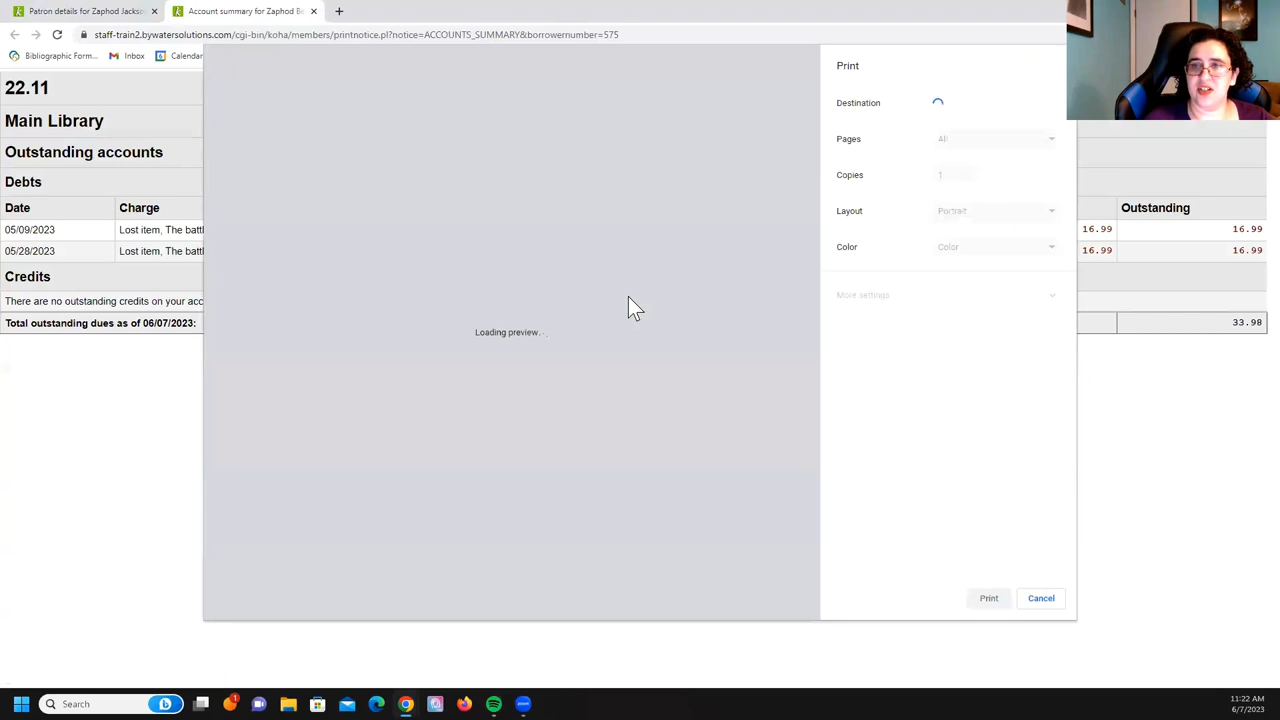 Patron details for Zaphod Jackso
Account summary for Zaphod Be
staff-train2.bywatersolutions.com/cgi-bin/koha/members/printnotice.pl?notice=ACCOUNTS_SUMMARY&borrowernumber=575
Bibliographic Form...
Inbox
Calendar
22.11
Main Library
Outstanding accounts
Debts
Date Charge Outstanding
05/09/2023 Lost item, The battl 16.99 16.99
05/28/2023 Lost item, The battl 16.99 16.99
Credits
There are no outstanding credits on your acc
Total outstanding dues as of 06/07/2023: 33.98
Loading preview. .
Print
Destination
Pages All
Copies 1
Layout Portrait
Color Color
More settings
Print Cancel
Search
1
11:22 AM
6/7/2023